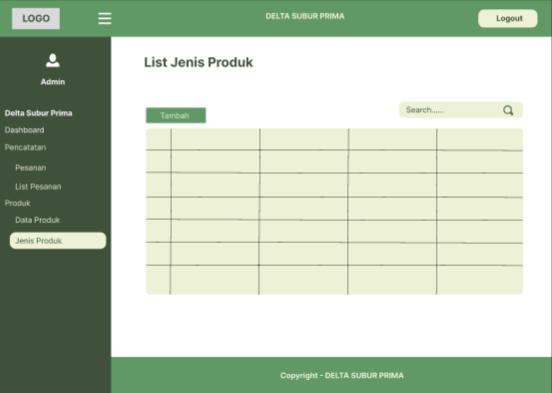 LOGO
DELTA SUBUR PRIMA
Logout
Admin
Delta Subur Prima
Dashboard
Pencatatan
Pesanan
List Pesanan
Produk
Data Produk
Jenis Produk
List Jenis Produk
Tambah
Search......
Copyright - DELTA SUBUR PRIMA